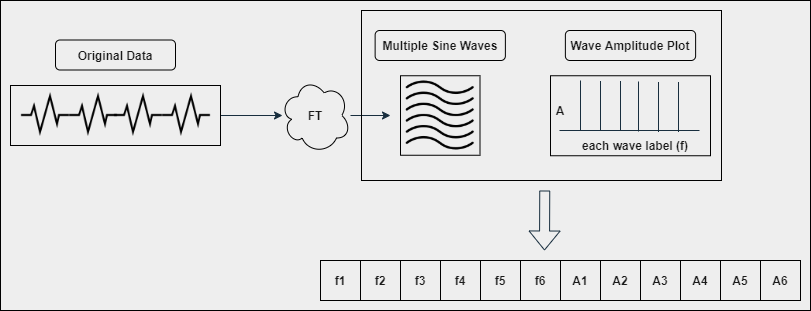 Original Data
FT
Multiple Sine Waves
Wave Amplitude Plot
A
each wave label (f)
f1 f2 f3 f4 f5 f6 A1 A2 A3 A4 A5 A6